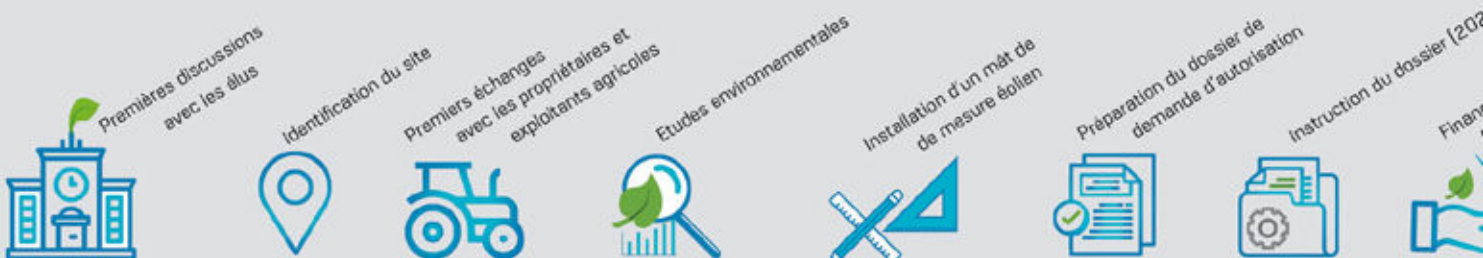 Premières discussions
avec les élus
Identification du site
Premiers échanges
avec les propriétaires et
exploitants agricoles
Etudes environnementales
Installation d'un mât de
de mesure éolien
Préparation du dossier de
demande d'autorisation
Instruction du dossier